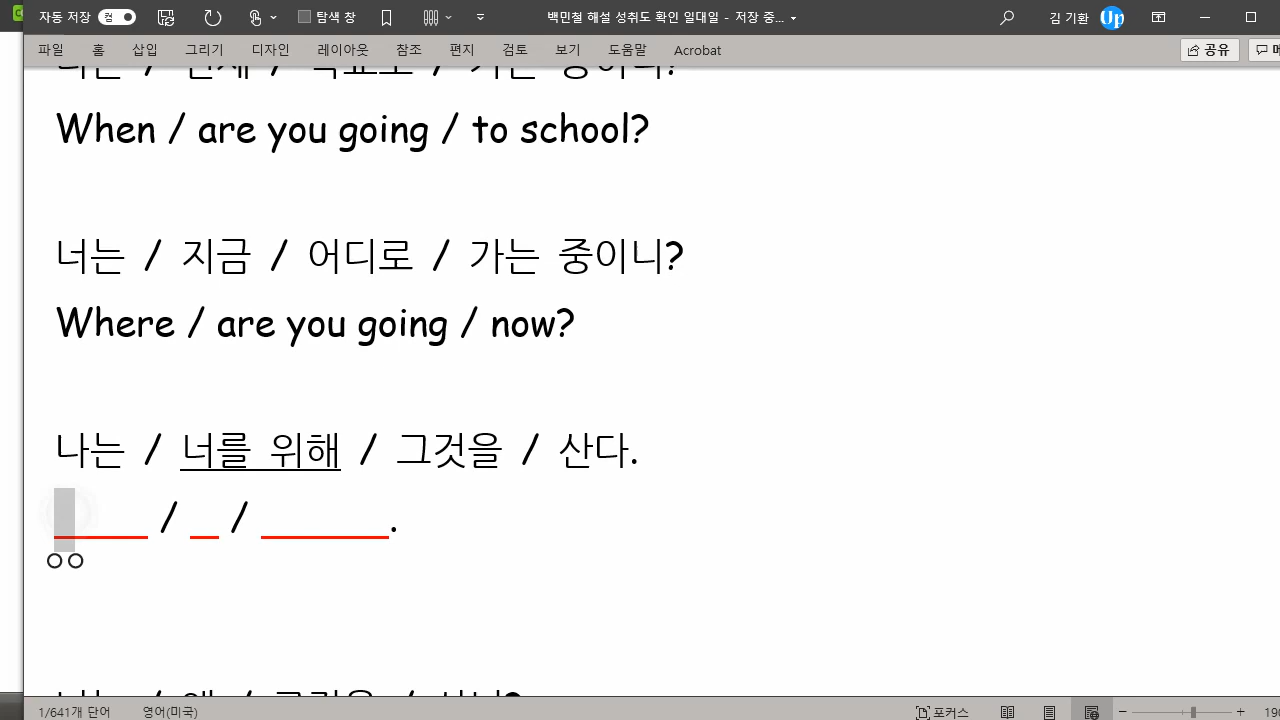 자동 저장 컴 탐색 창 백민철 해설 성취도 확인 일대일 - 저장 중... 김 기환 Up
파일 홈 삽입 그리기 디자인 레이아웃 참조 편지 검토 보기 도움말 Acrobat 공유 메
When / are you going / to school?
너는 / 지금 / 어디로 / 가는 중이니?
Where / are you going / now?
나는 / 너를 위해 / 그것을 / 산다.
/ / .
1/641개 단어 영어(미국) 포커스 190